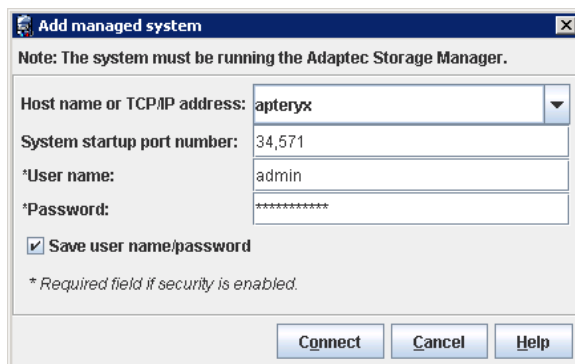 Add managed system
Note: The system must be running the Adaptec Storage Manager.
Host name or TCP/IP address: apteryx
System startup port number: 34,571
*User name: admin
*Password: ***********
Save user name/password
* Required field if security is enabled.
Connect Cancel Help